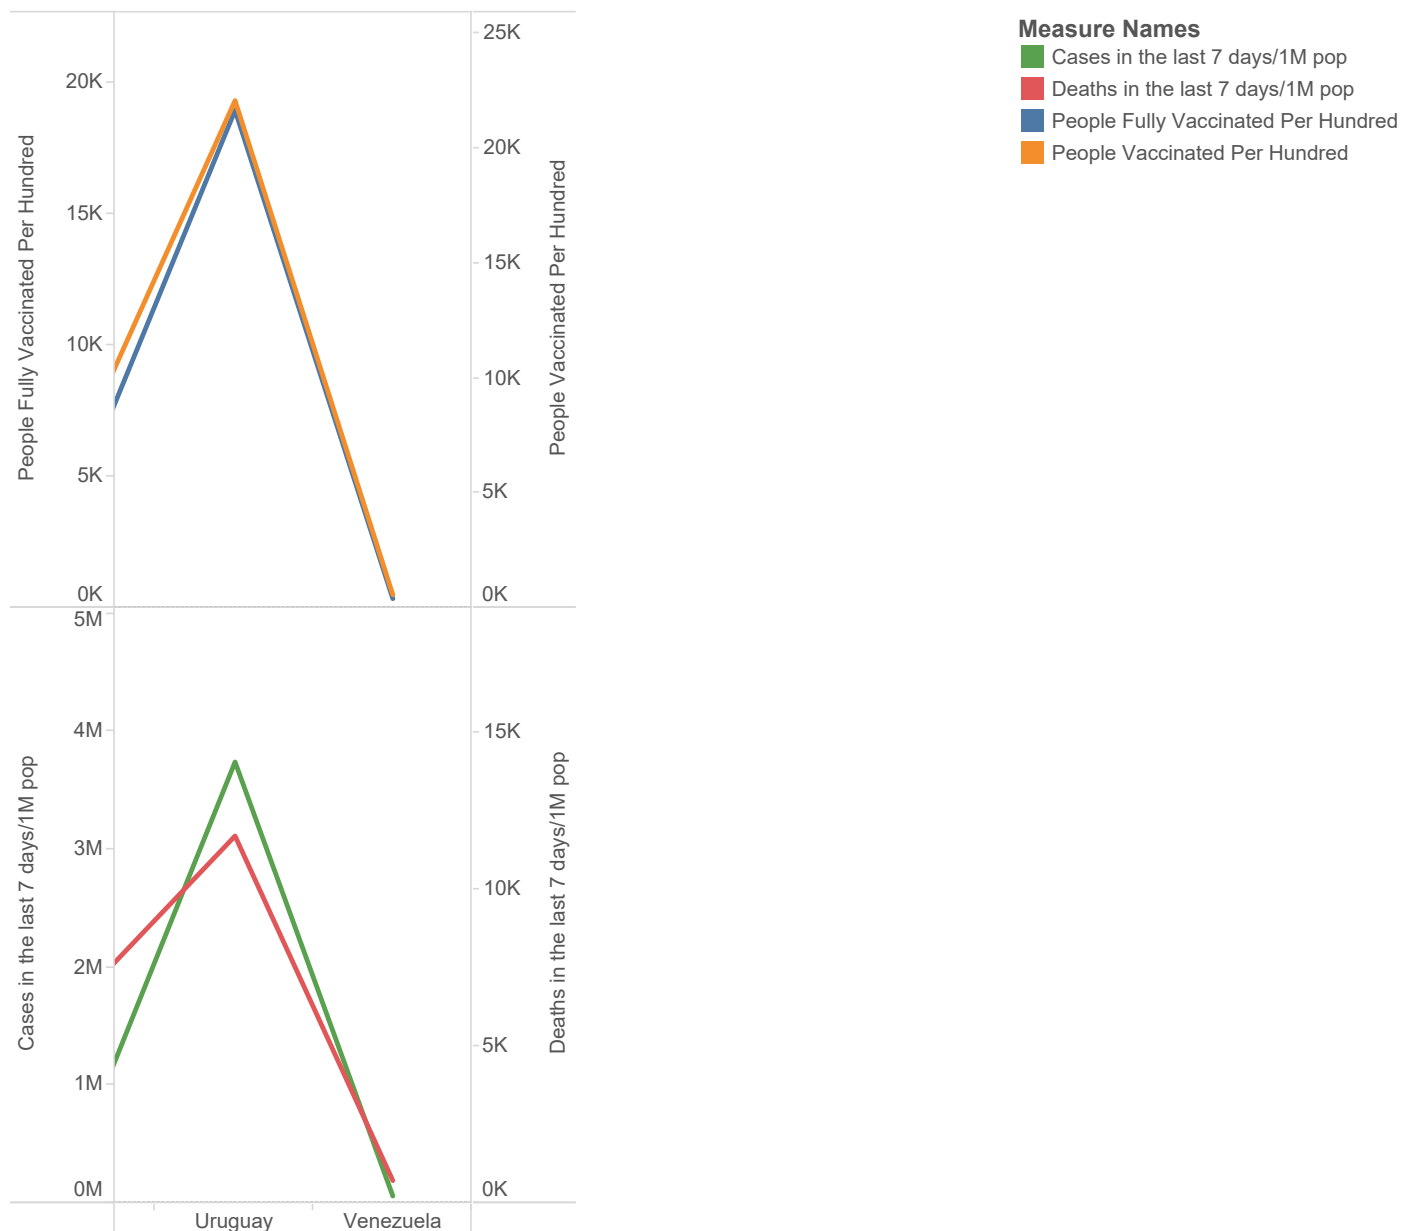 Measure Names
Cases in the last 7 days/1M pop
Deaths in the last 7 days/1M pop
People Fully Vaccinated Per Hundred
People Vaccinated Per Hundred
People Fully Vaccinated Per Hundred
20K
15K
10K
5K
0K
25K
20K
15K
10K
5K
0K
People Vaccinated Per Hundred
Cases in the last 7 days/1M pop
5M
4M
3M
2M
1M
0M
15K
10K
5K
0K
Deaths in the last 7 days/1M pop
Uruguay
Venezuela